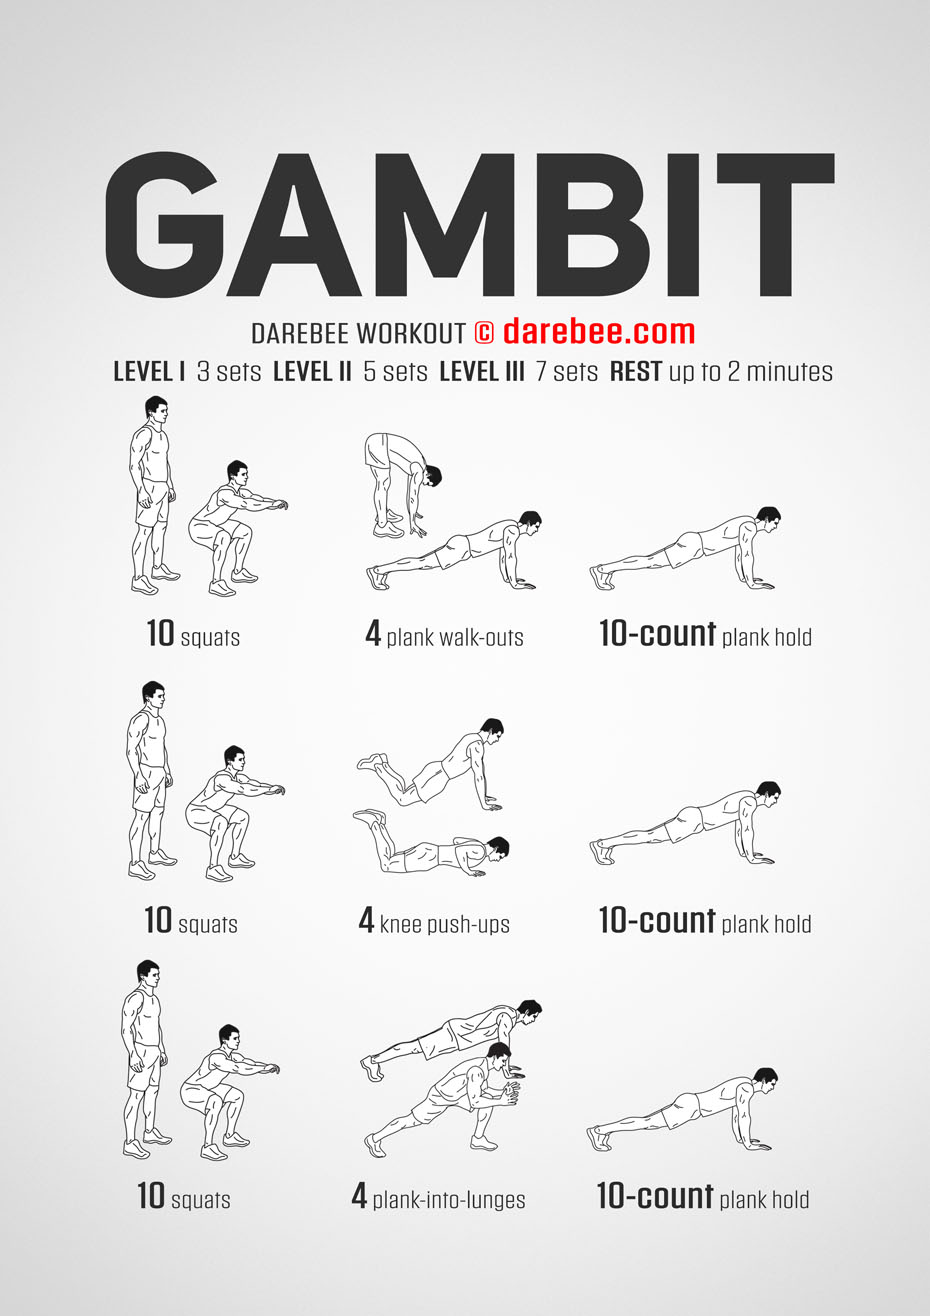 GAMBIT
DAREBEE WORKOUT © darebee.com
LEVEL I 3 sets LEVEL II 5 sets LEVEL III 7 sets REST up to 2 minutes
10 squats
4 plank walk-outs
10-count plank hold
10 squats
4 knee push-ups
10-count plank hold
10 squats
4 plank-into-lunges
10-count plank hold